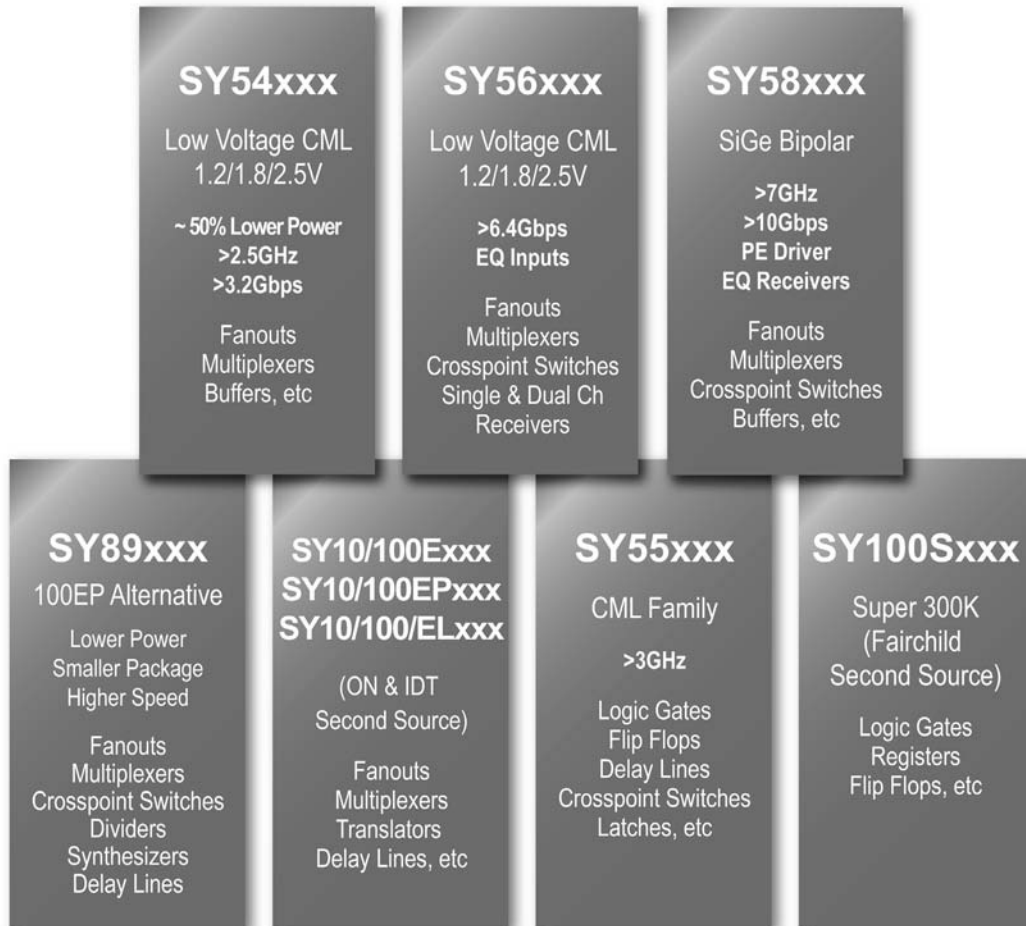 SY54xxx
Low Voltage CML
1.2/1.8/2.5V
~ 50% Lower Power
>2.5GHz
>3.2Gbps
Fanouts
Multiplexers
Buffers, etc
SY56xxx
Low Voltage CML
1.2/1.8/2.5V
>6.4Gbps
EQ Inputs
Fanouts
Multiplexers
Crosspoint Switches
Single & Dual Ch
Receivers
SY58xxx
SiGe Bipolar
>7GHz
>10Gbps
PE Driver
EQ Receivers
Fanouts
Multiplexers
Crosspoint Switches
Buffers, etc
SY89xxx
100EP Alternative
Lower Power
Smaller Package
Higher Speed
Fanouts
Multiplexers
Crosspoint Switches
Dividers
Synthesizers
Delay Lines
SY10/100Exxx
SY10/100EPxxx
SY10/100/ELxxx
(ON & IDT
Second Source)
Fanouts
Multiplexers
Translators
Delay Lines, etc
SY55xxx
CML Family
>3GHz
Logic Gates
Flip Flops
Delay Lines
Crosspoint Switches
Latches, etc
SY100Sxxx
Super 300K
(Fairchild
Second Source)
Logic Gates
Registers
Flip Flops, etc